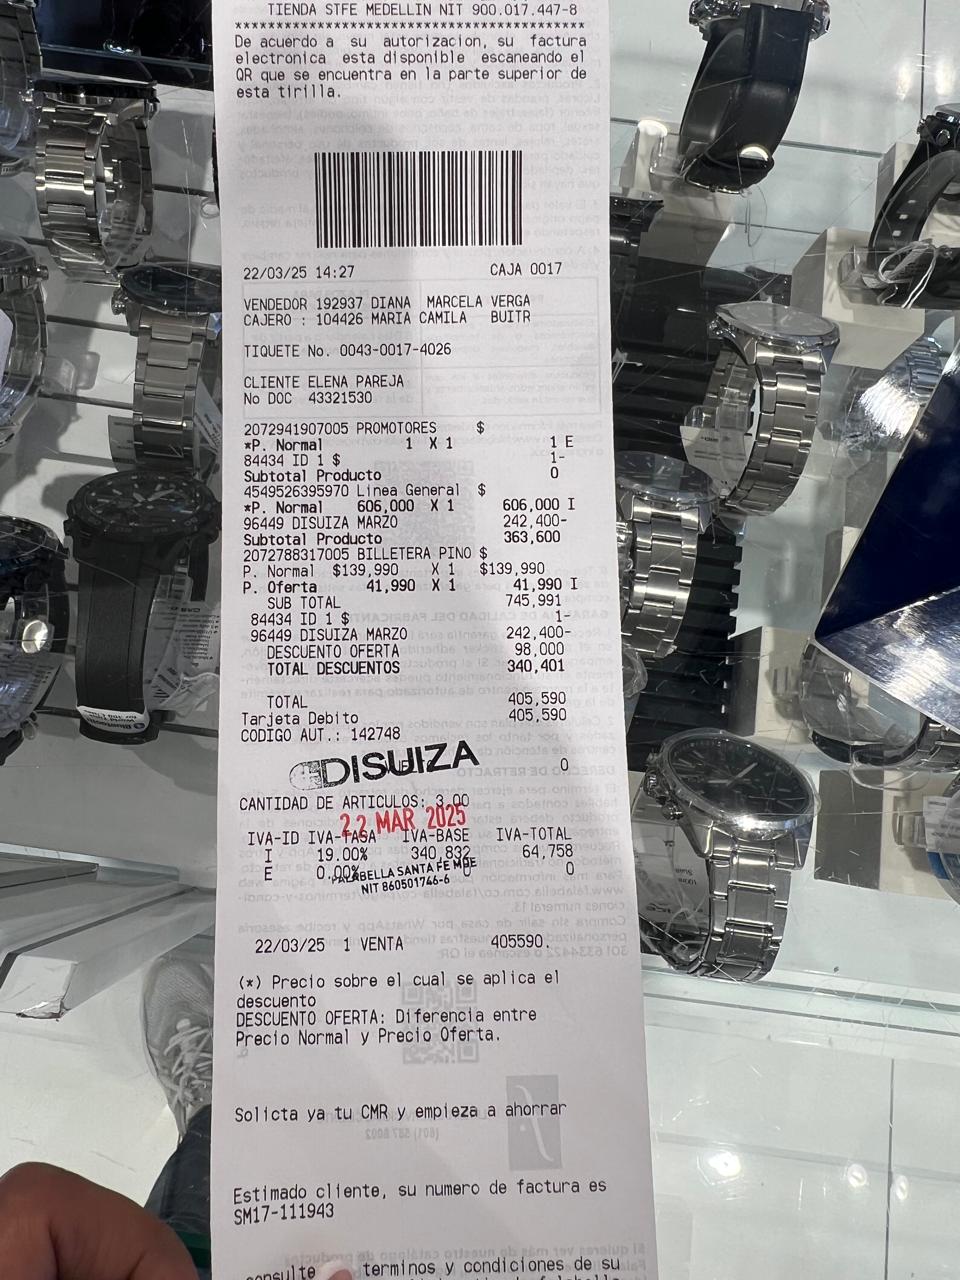 TIENDA STFE MEDELLIN NIT 900.017.447-8
****************************************
De acuerdo a su autorizacion, su factura
electronica esta disponible escaneando el
QR que se encuentra en la parte superior de
esta tirilla.
22/03/25 14:27 CAJA 0017
VENDEDOR 192937 DIANA MARCELA VERGA
CAJERO : 104426 MARIA CAMILA BUITR
TIQUETE No. 0043-0017-4026
CLIENTE ELENA PAREJA
No DOC 43321530
2072941907005 PROMOTORES $
*P. Normal 1 X 1 1 E
84434 ID 1 $ 1-
Subtotal Producto 0
4549526395970 Linea General $
*P. Normal 606,000 X 1 606,000 I
96449 DISUIZA MARZO 242,400-
Subtotal Producto 363,600
2072788317005 BILLETERA PINO $
P. Normal $139,990 X 1 $139,990
P. Oferta 41,990 X 1 41,990 I
SUB TOTAL 745,991
84434 ID 1 $ 1-
96449 DISUIZA MARZO 242,400-
DESCUENTO OFERTA 98,000
TOTAL DESCUENTOS 340,401
TOTAL 405,590
Tarjeta Debito 405,590
CODIGO AUT.: 142748
DISUIZA 0
CANTIDAD DE ARTICULOS: 3.00
22 MAR 2025
IVA-ID IVA-TASA IVA-BASE IVA-TOTAL
I 19.00% 340,832 64,758
E 0.00% 0 0
FALABELLA SANTA FE MDE
NIT 860501746-6
22/03/25 1 VENTA 405590.
(*) Precio sobre el cual se aplica el
descuento
DESCUENTO OFERTA: Diferencia entre
Precio Normal y Precio Oferta.
Solicta ya tu CMR y empieza a ahorrar
Estimado cliente, su numero de factura es
SM17-111943
consulte terminos y condiciones de su